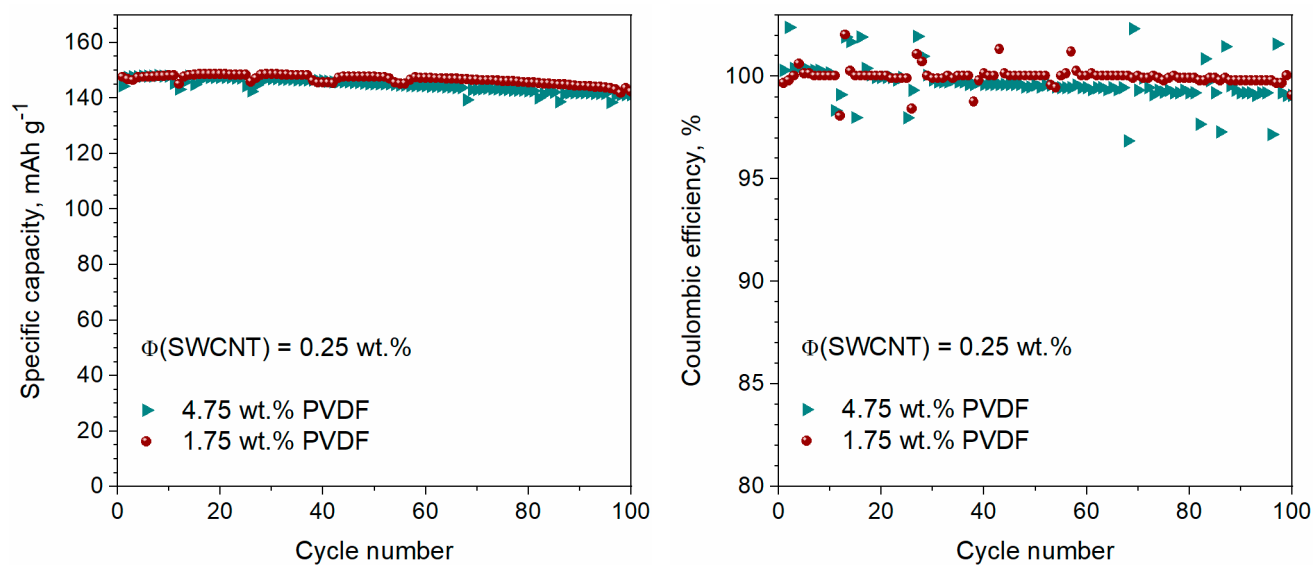 160
140
120
100
80
60
40
20
0
Specific capacity, mAh g⁻¹
Φ(SWCNT) = 0.25 wt.%
4.75 wt.% PVDF
1.75 wt.% PVDF
0 20 40 60 80 100
Cycle number
100
95
90
85
80
Coulombic efficiency, %
Φ(SWCNT) = 0.25 wt.%
4.75 wt.% PVDF
1.75 wt.% PVDF
0 20 40 60 80 100
Cycle number